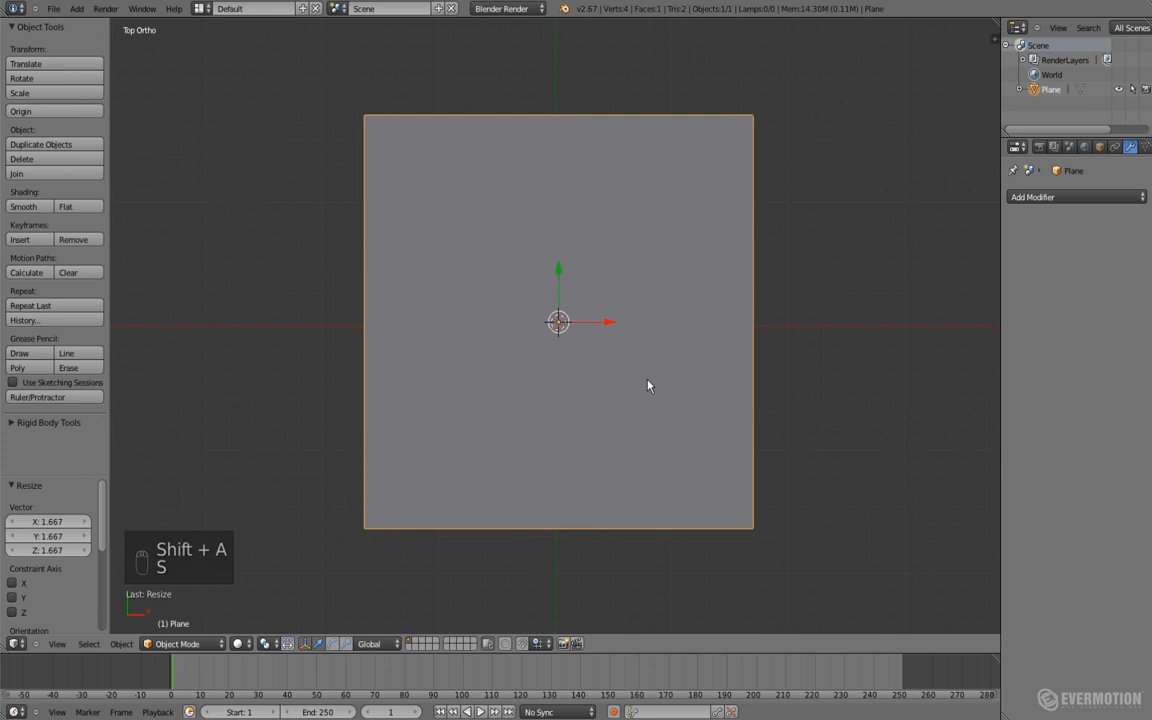 File Add Render Window Help Default Scene Blender Render v2.67 | Verts:4 | Faces:1 | Tris:2 | Objects:1/1 | Lamps:0/0 | Mem:14.30M (0.11M) | Plane
Object Tools
Transform:
Translate
Rotate
Scale
Origin
Object:
Duplicate Objects
Delete
Join
Shading:
Smooth Flat
Keyframes:
Insert Remove
Motion Paths:
Calculate Clear
Repeat:
Repeat Last
History...
Grease Pencil:
Draw Line
Poly Erase
Use Sketching Sessions
Ruler/Protractor
Rigid Body Tools
Resize
Vector
X: 1.667
Y: 1.667
Z: 1.667
Constraint Axis
X
Y
Z
Orientation
Top Ortho
Shift + A
S
Last: Resize
(1) Plane
View Search All Scenes
Scene
RenderLayers
World
Plane
Plane
Add Modifier
View Select Object Object Mode Global
-50 -40 -30 -20 -10 0 10 20 30 40 50 60 70 80 90 100 110 120 130 140 150 160 170 180 190 200 210 220 230 240 250 260 270 280
View Marker Frame Playback Start: 1 End: 250 1 No Sync
EVERMOTION